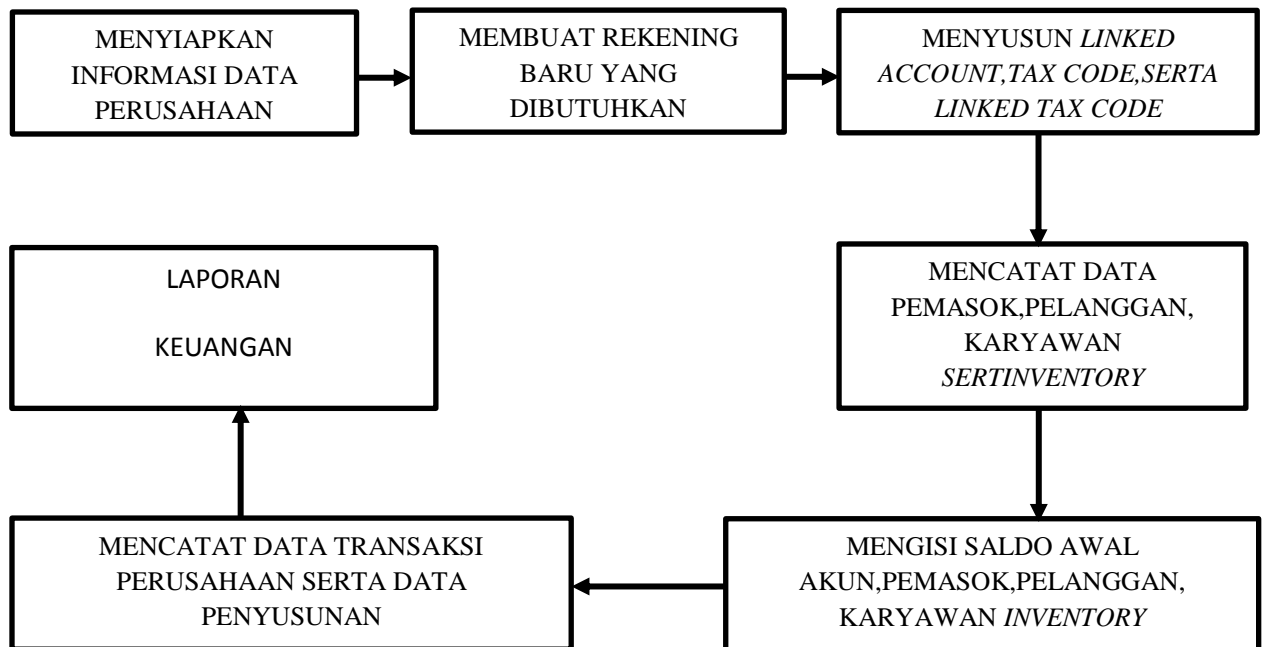 MENYIAPKAN
INFORMASI DATA
PERUSAHAAN
MEMBUAT REKENING
BARU YANG
DIBUTUHKAN
MENYUSUN LINKED
ACCOUNT,TAX CODE,SERTA
LINKED TAX CODE
MENCATAT DATA
PEMASOK,PELANGGAN,
KARYAWAN
SERTINVENTORY
MENGISI SALDO AWAL
AKUN,PEMASOK,PELANGGAN,
KARYAWAN INVENTORY
MENCATAT DATA TRANSAKSI
PERUSAHAAN SERTA DATA
PENYUSUNAN
LAPORAN
KEUANGAN